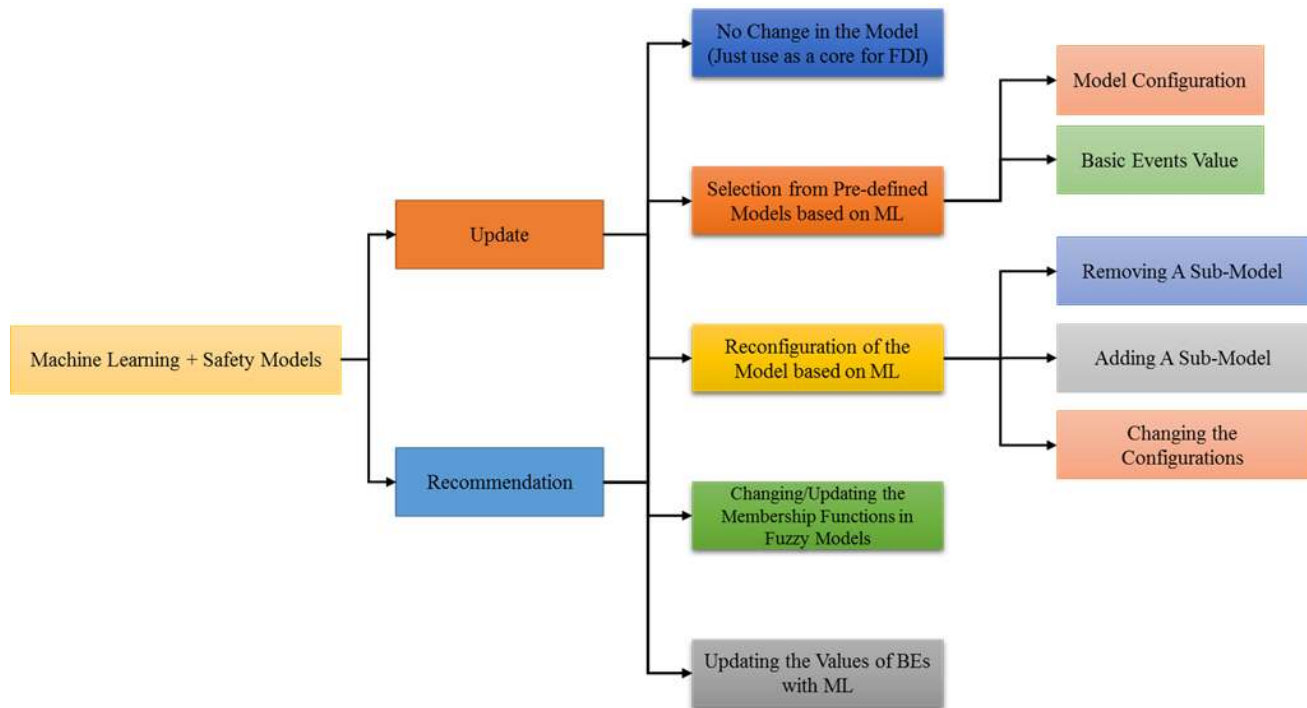 Machine Learning + Safety Models
Update
Recommendation
No Change in the Model
(Just use as a core for FDI)
Selection from Pre-defined
Models based on ML
Reconfiguration of the
Model based on ML
Changing/Updating the
Membership Functions in
Fuzzy Models
Updating the Values of BEs
with ML
Model Configuration
Basic Events Value
Removing A Sub-Model
Adding A Sub-Model
Changing the
Configurations